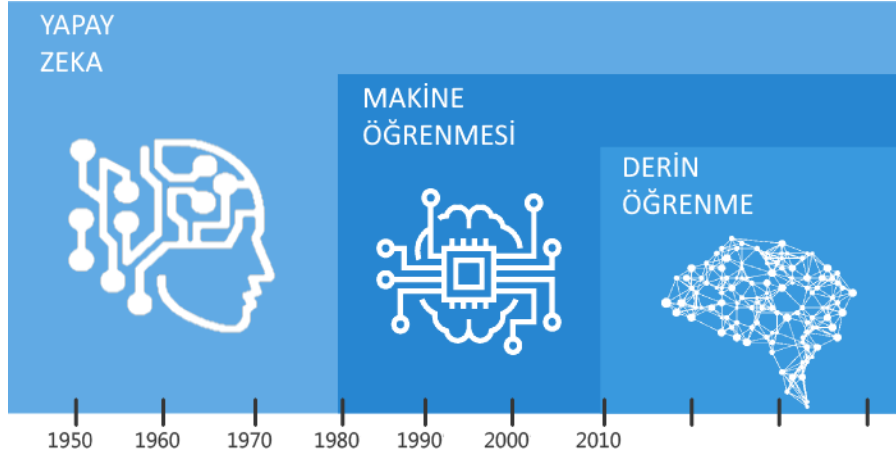 YAPAY
ZEKA
MAKİNE
ÖĞRENMESİ
DERİN
ÖĞRENME
1950 1960 1970 1980 1990 2000 2010